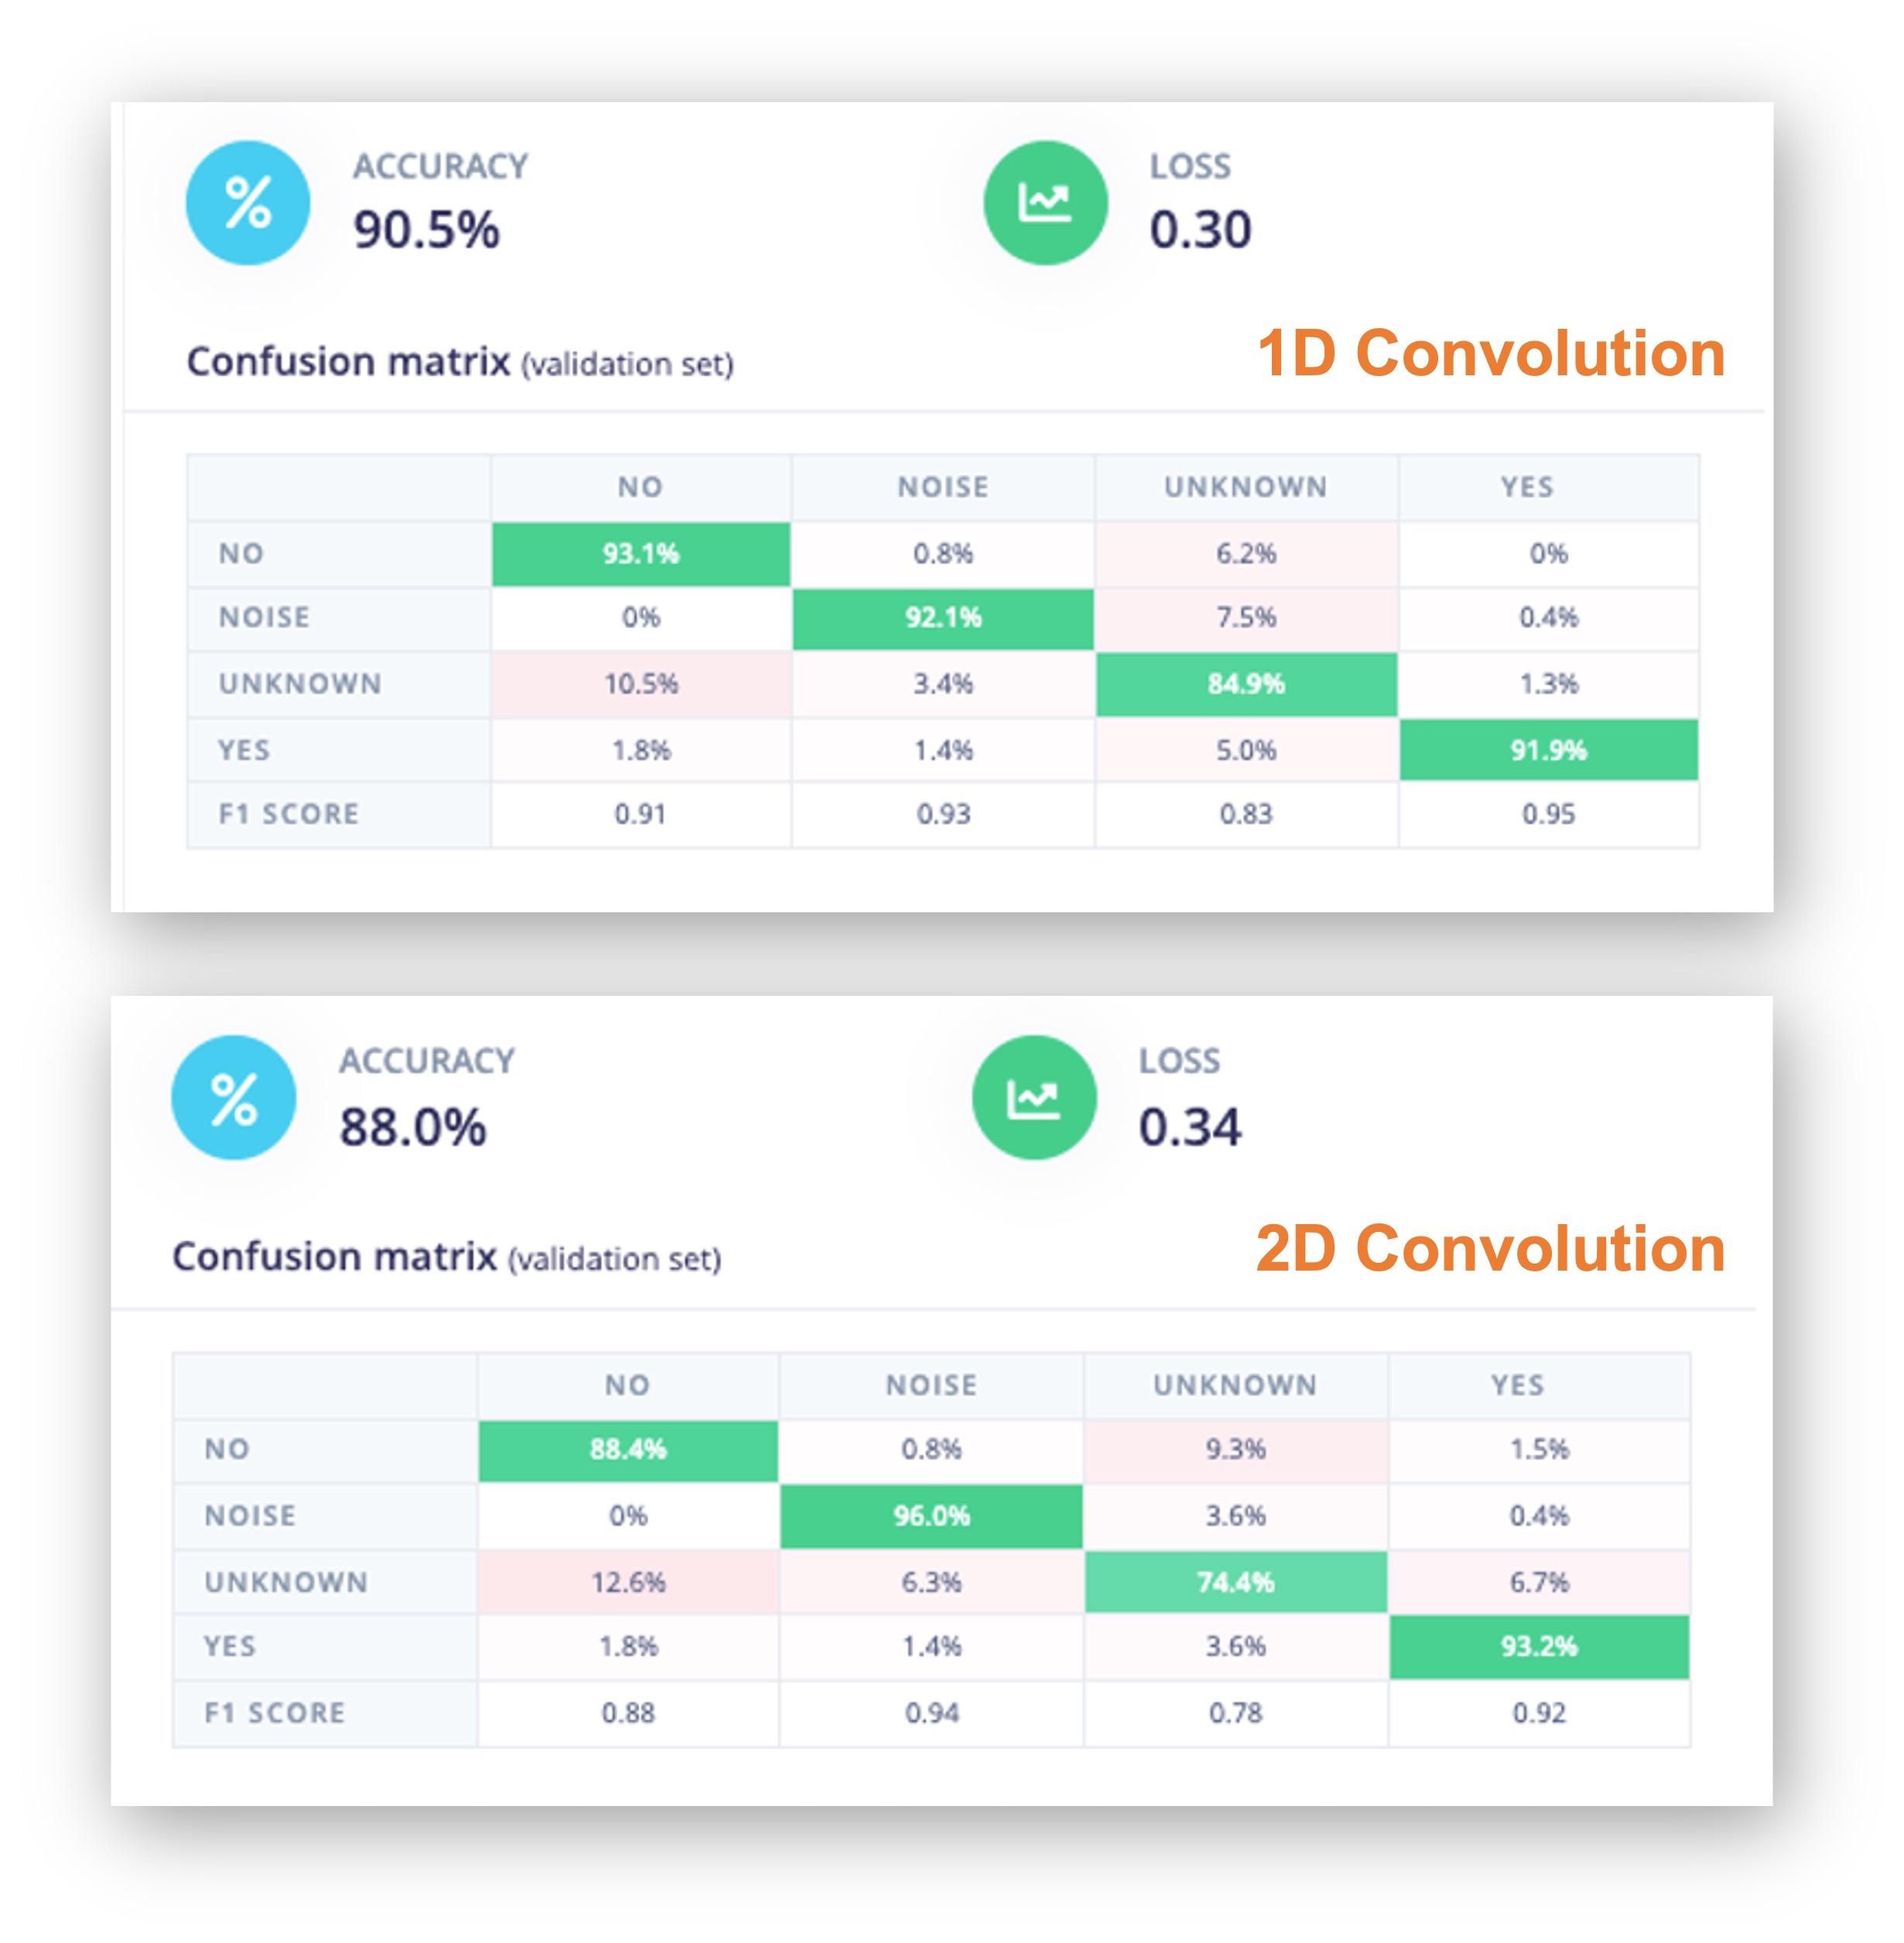 % ACCURACY
90.5%
LOSS
0.30
Confusion matrix (validation set)
1D Convolution
NO NOISE UNKNOWN YES
NO 93.1% 0.8% 6.2% 0%
NOISE 0% 92.1% 7.5% 0.4%
UNKNOWN 10.5% 3.4% 84.9% 1.3%
YES 1.8% 1.4% 5.0% 91.9%
F1 SCORE 0.91 0.93 0.83 0.95
% ACCURACY
88.0%
LOSS
0.34
Confusion matrix (validation set)
2D Convolution
NO NOISE UNKNOWN YES
NO 88.4% 0.8% 9.3% 1.5%
NOISE 0% 96.0% 3.6% 0.4%
UNKNOWN 12.6% 6.3% 74.4% 6.7%
YES 1.8% 1.4% 3.6% 93.2%
F1 SCORE 0.88 0.94 0.78 0.92